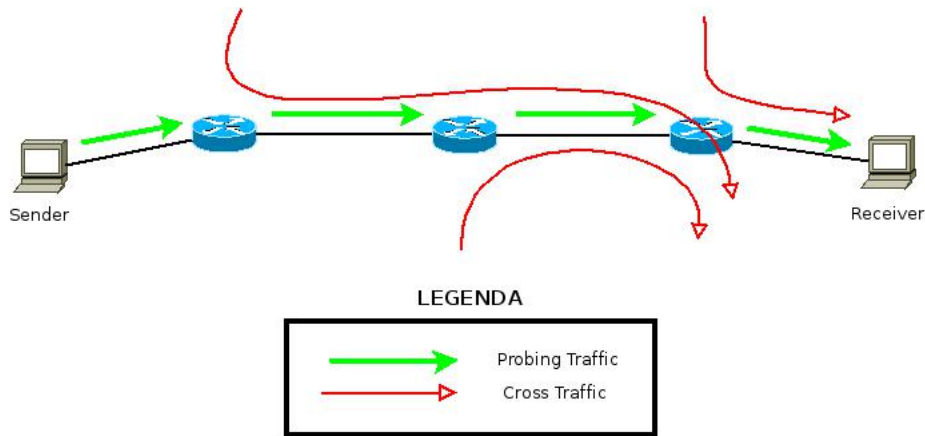 Sender
Receiver
LEGENDA
Probing Traffic
Cross Traffic